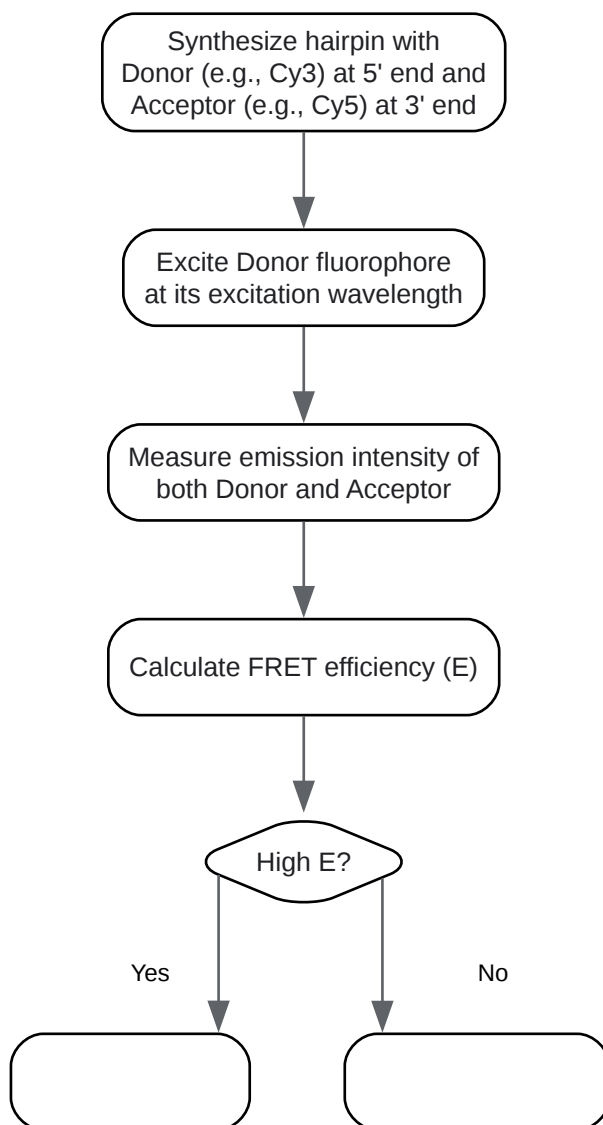 Synthesize hairpin with
Donor (e.g., Cy3) at 5' end and
Acceptor (e.g., Cy5) at 3' end
Excite Donor fluorophore
at its excitation wavelength
Measure emission intensity of
both Donor and Acceptor
Calculate FRET efficiency (E)
High E?
Yes
No